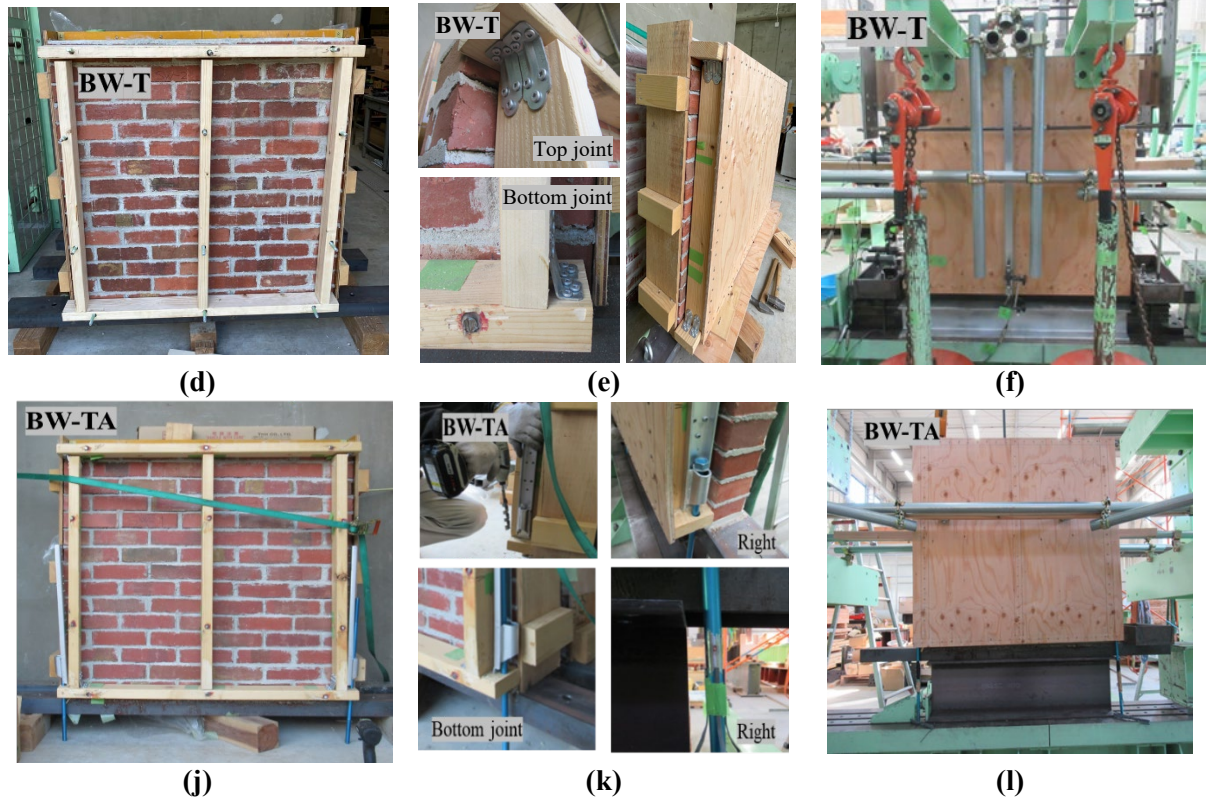 BW-T
BW-T
Top joint
Bottom joint
BW-T
(d)
(e)
(f)
BW-TA
BW-TA
Right
Bottom joint
Right
BW-TA
(j)
(k)
(l)